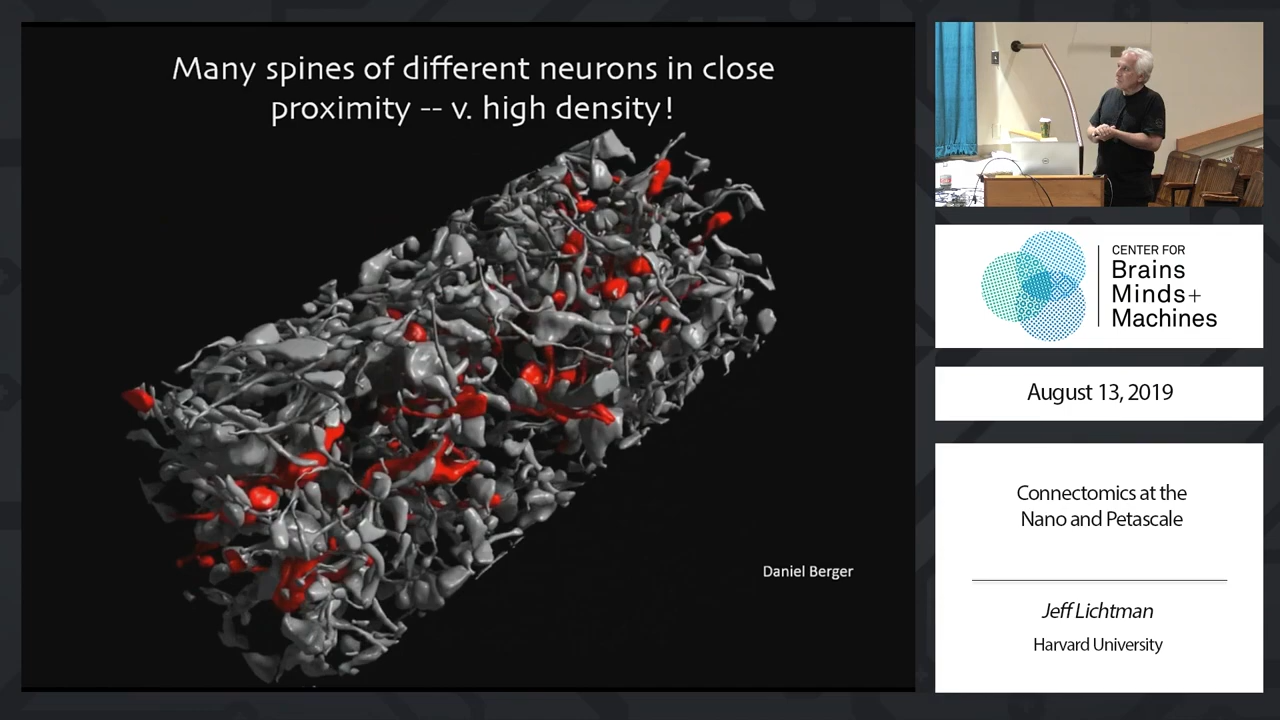 Many spines of different neurons in close
proximity -- v. high density!
Daniel Berger
CENTER FOR
Brains
Minds+
Machines
August 13, 2019
Connectomics at the
Nano and Petascale
Jeff Lichtman
Harvard University